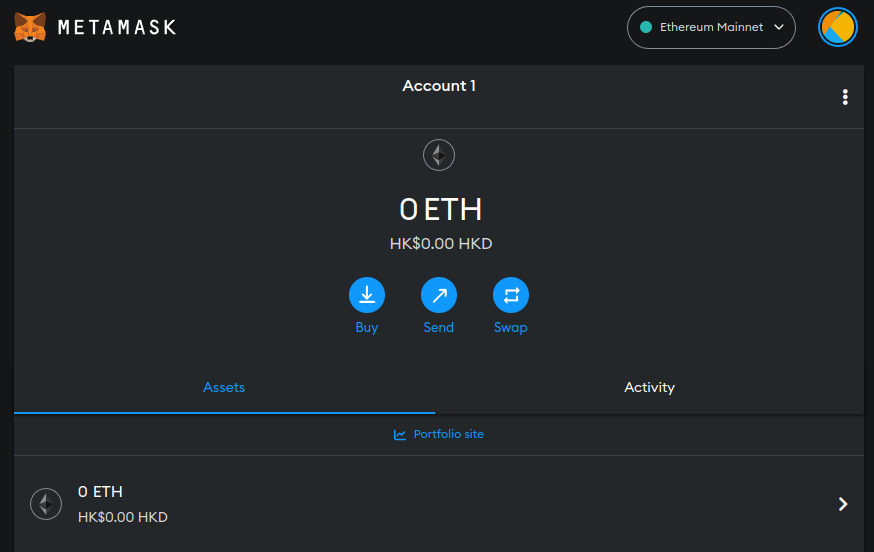 METAMASK
Ethereum Mainnet
Account 1
0 ETH
HK$0.00 HKD
Buy Send Swap
Assets Activity
Portfolio site
0 ETH
HK$0.00 HKD